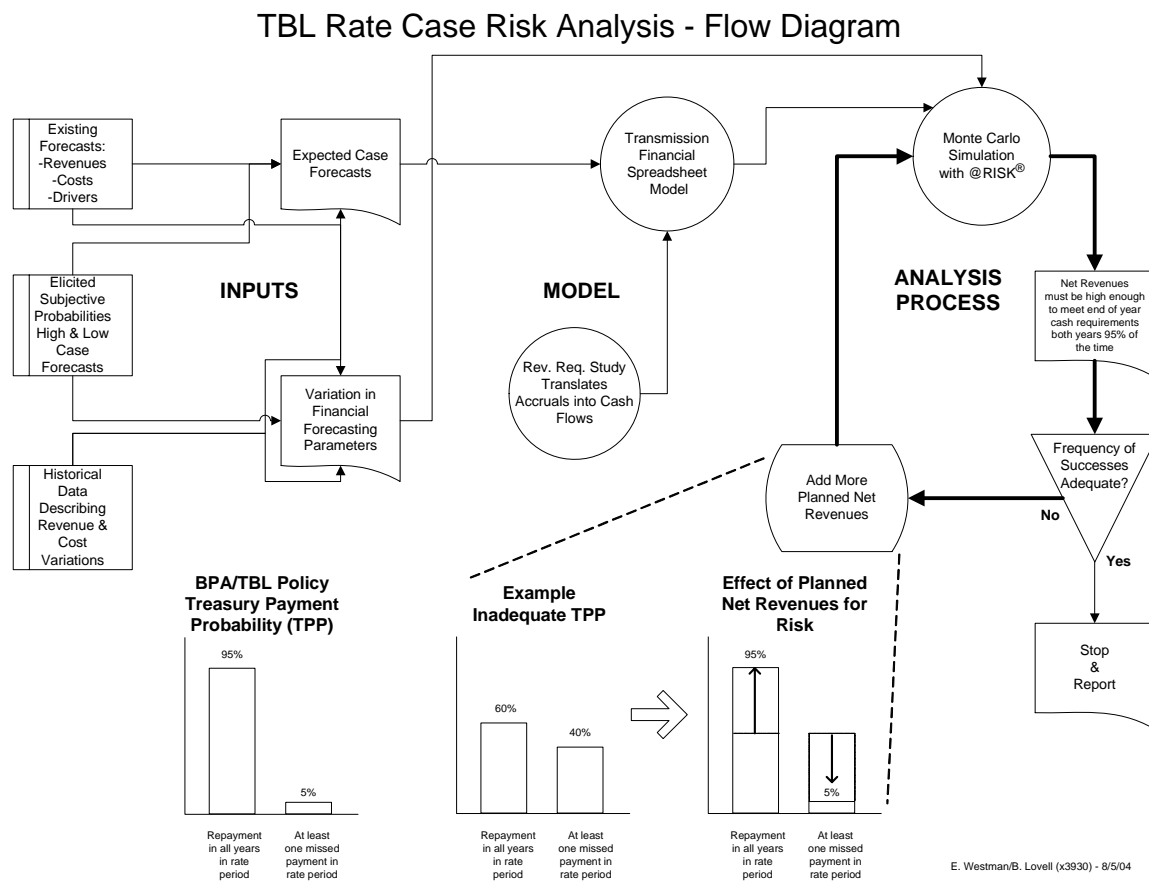 TBL Rate Case Risk Analysis - Flow Diagram
Existing
Forecasts:
-Revenues
-Costs
-Drivers
Expected Case
Forecasts
Transmission
Financial
Spreadsheet
Model
Monte Carlo
Simulation
with @RISK®
Elicited
Subjective
Probabilities
High & Low
Case
Forecasts
INPUTS
MODEL
ANALYSIS
PROCESS
Net Revenues
must be high enough
to meet end of year
cash requirements
both years 95% of
the time
Variation in
Financial
Forecasting
Parameters
Rev. Req. Study
Translates
Accruals into Cash
Flows
Historical
Data
Describing
Revenue &
Cost
Variations
Add More
Planned Net
Revenues
Frequency of
Successes
Adequate?
No
Yes
Stop
&
Report
BPA/TBL Policy
Treasury Payment
Probability (TPP)
95%
5%
Repayment
in all years
in rate
period
At least
one missed
payment in
rate period
Example
Inadequate TPP
60%
40%
Repayment
in all years
in rate
period
At least
one missed
payment in
rate period
Effect of Planned
Net Revenues for
Risk
95%
5%
Repayment
in all years
in rate
period
At least
one missed
payment in
rate period
E. Westman/B. Lovell (x3930) - 8/5/04